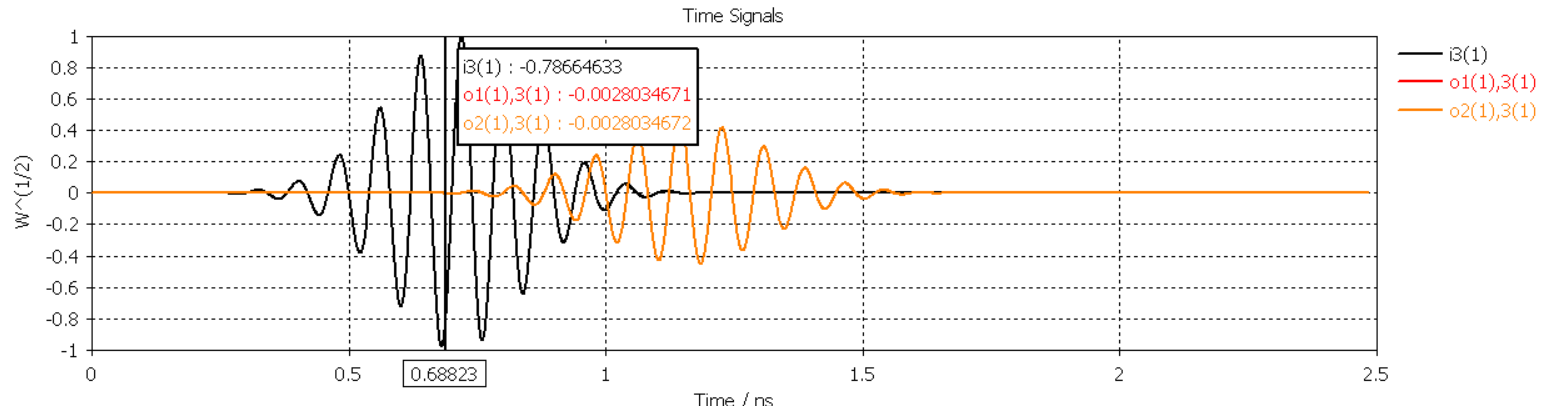 Time Signals
1
0.8
0.6
0.4
0.2
0
-0.2
-0.4
-0.6
-0.8
-1
W^(1/2)
i3(1) : -0.78664633
o1(1),3(1) : -0.0028034671
o2(1),3(1) : -0.0028034672
i3(1)
o1(1),3(1)
o2(1),3(1)
0
0.5
0.68823
1
1.5
2
2.5
Time / ns